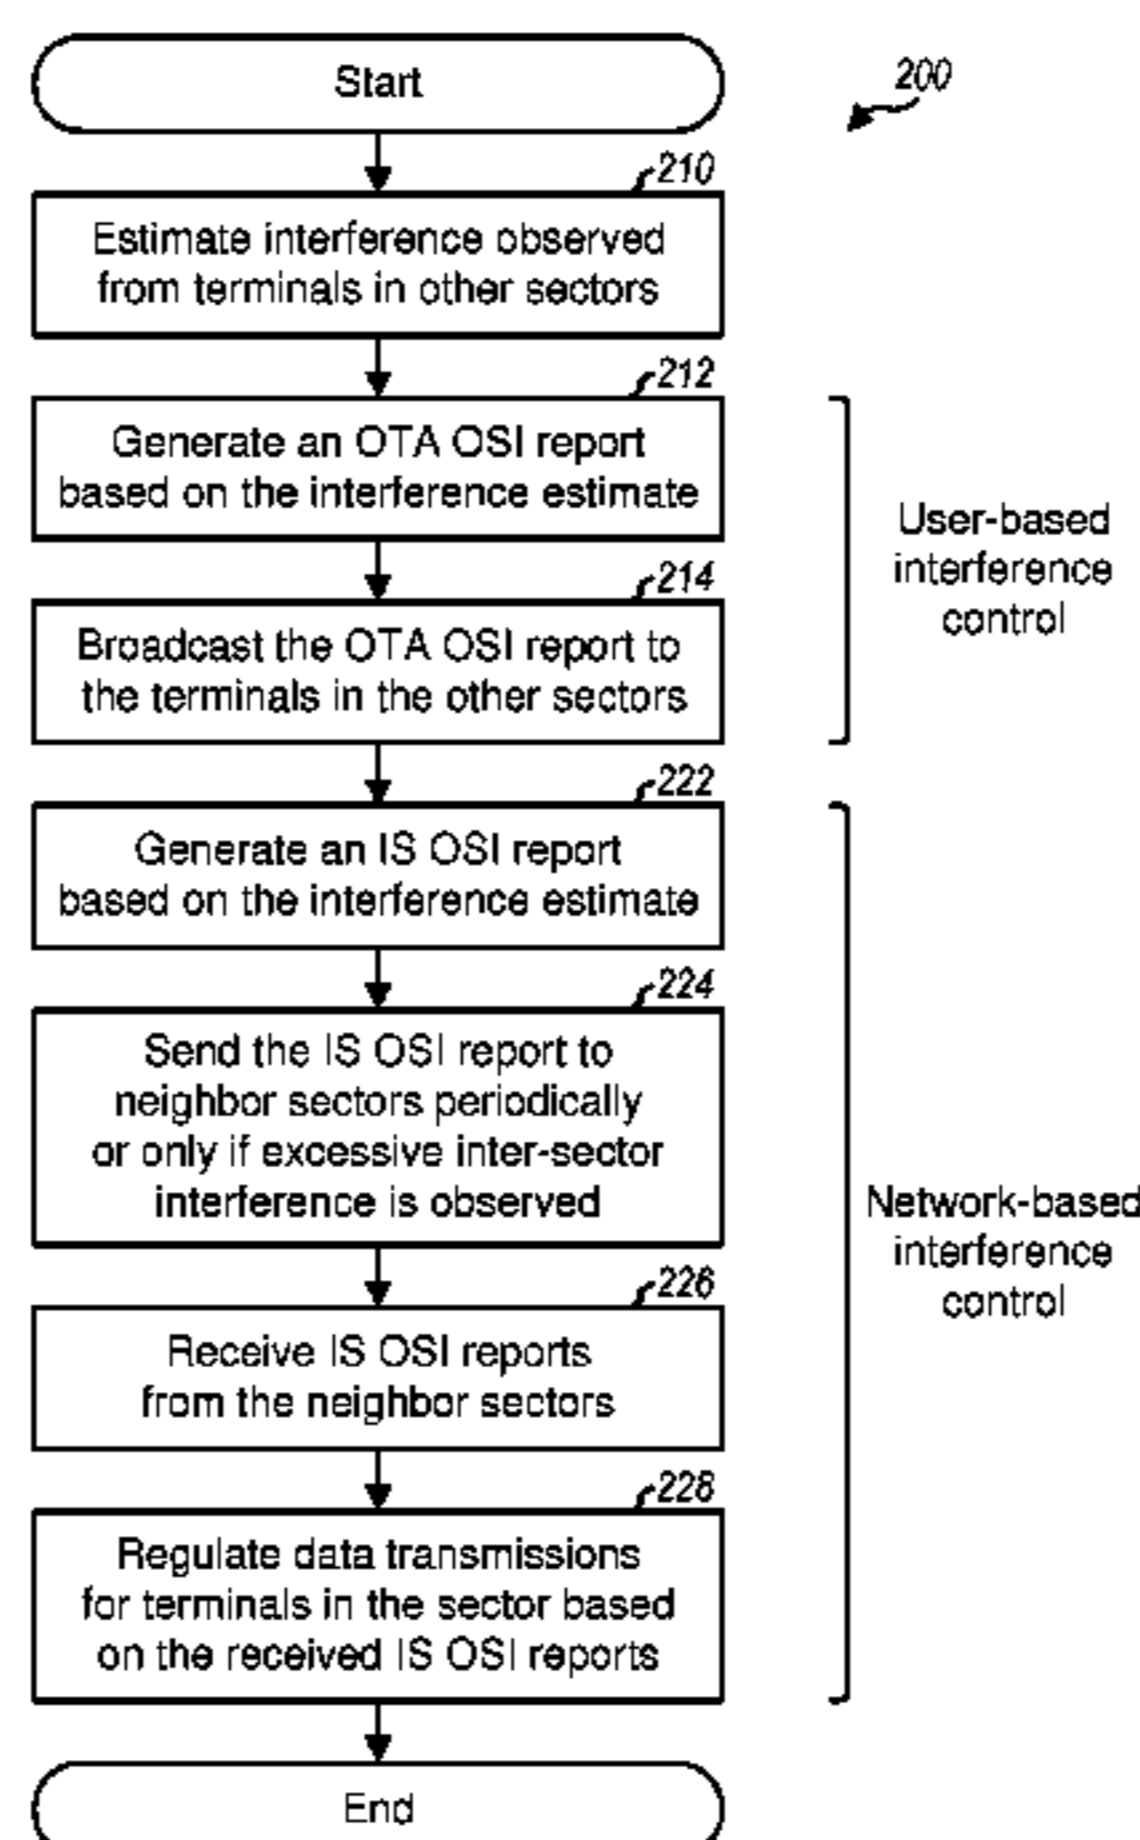 Start
200
210
Estimate interference observed
from terminals in other sectors
212
Generate an OTA OSI report
based on the interference estimate
User-based
interference
control
214
Broadcast the OTA OSI report to
the terminals in the other sectors
222
Generate an IS OSI report
based on the interference estimate
224
Send the IS OSI report to
neighbor sectors periodically
or only if excessive inter-sector
interference is observed
Network-based
interference
control
226
Receive IS OSI reports
from the neighbor sectors
228
Regulate data transmissions
for terminals in the sector based
on the received IS OSI reports
End